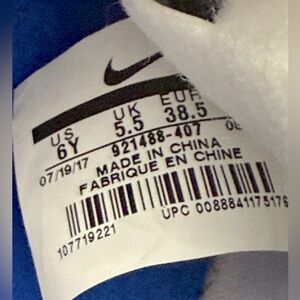 US UK EUR
6Y 5.5 38.5
921488-407
07/19/17
MADE IN CHINA
FABRIQUE EN CHINE
UPC 00888411751762
107719221